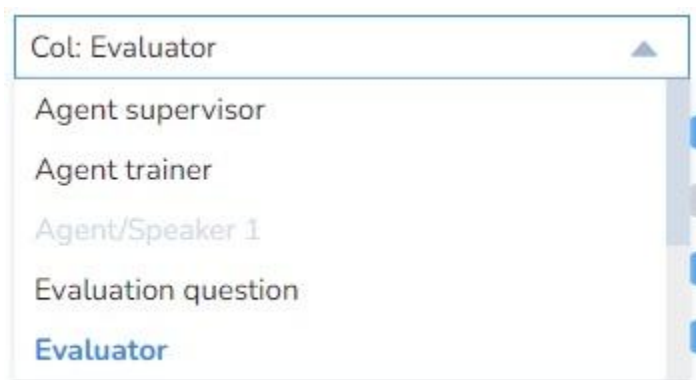 Col: Evaluator
Agent supervisor
Agent trainer
Agent/Speaker 1
Evaluation question
Evaluator